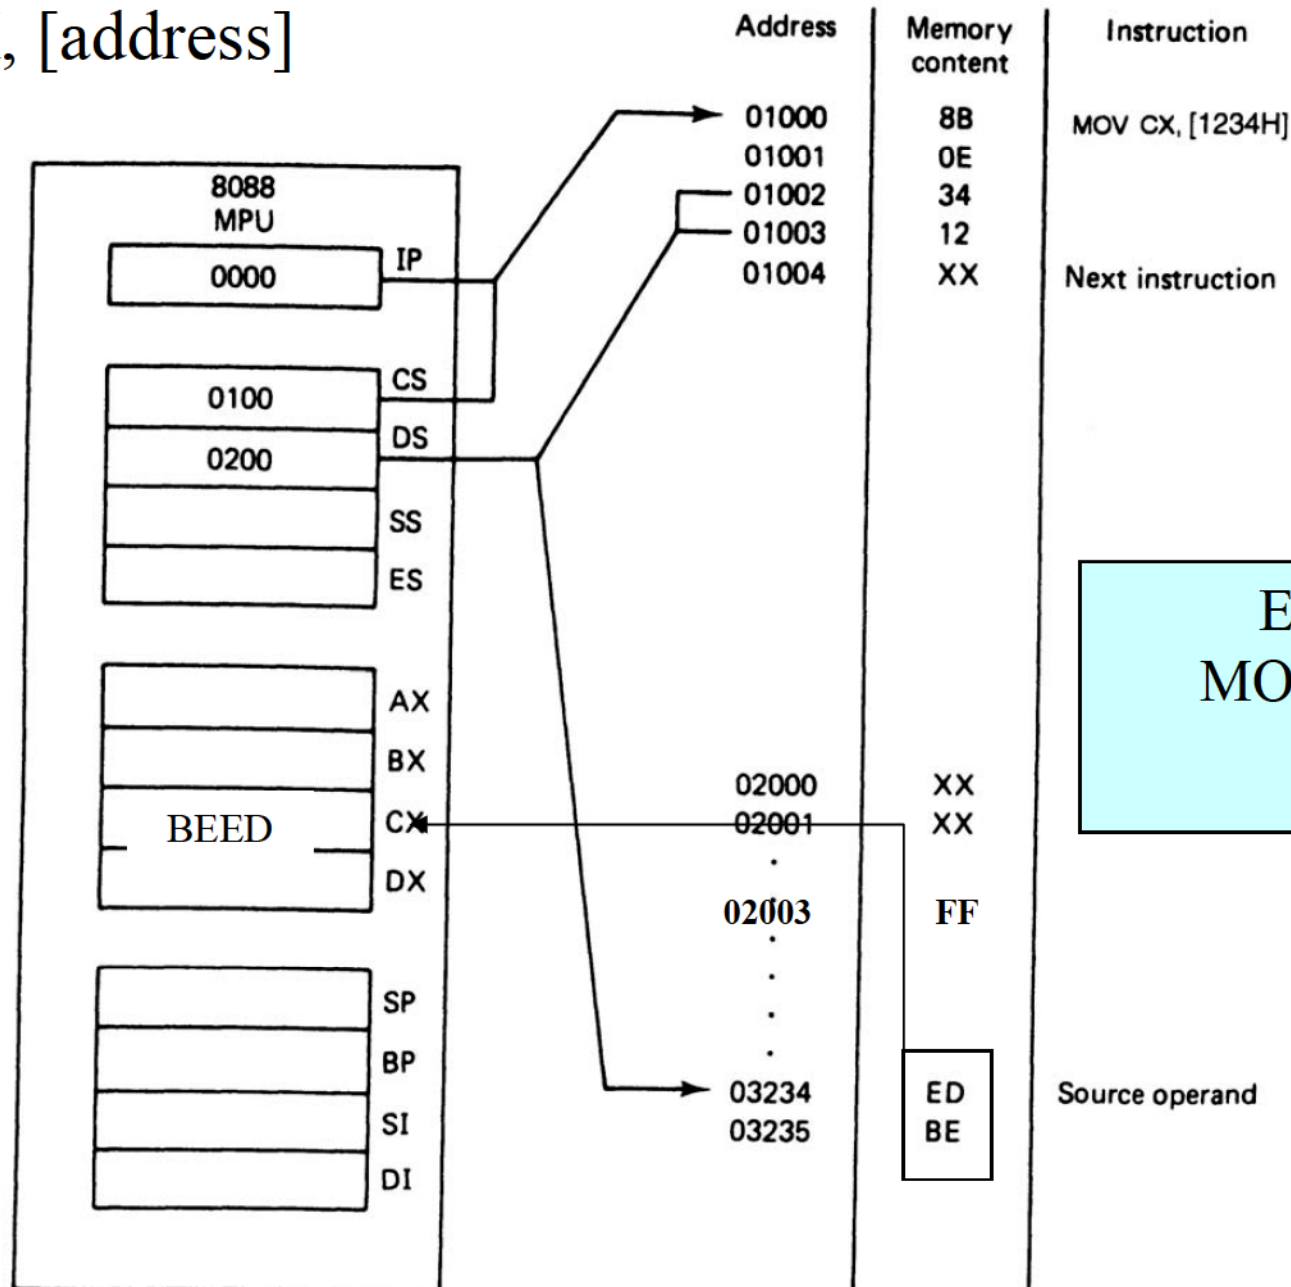 , [address]
Address Memory content Instruction
01000 8B MOV CX, [1234H]
01001 0E
01002 34
01003 12
01004 XX Next instruction
8088
MPU
0000 IP
0100 CS
0200 DS
SS
ES
AX
BX
BEED CX
DX
SP
BP
SI
DI
02000 XX
02001 XX
02003 FF
03234 ED Source operand
03235 BE
E
MO